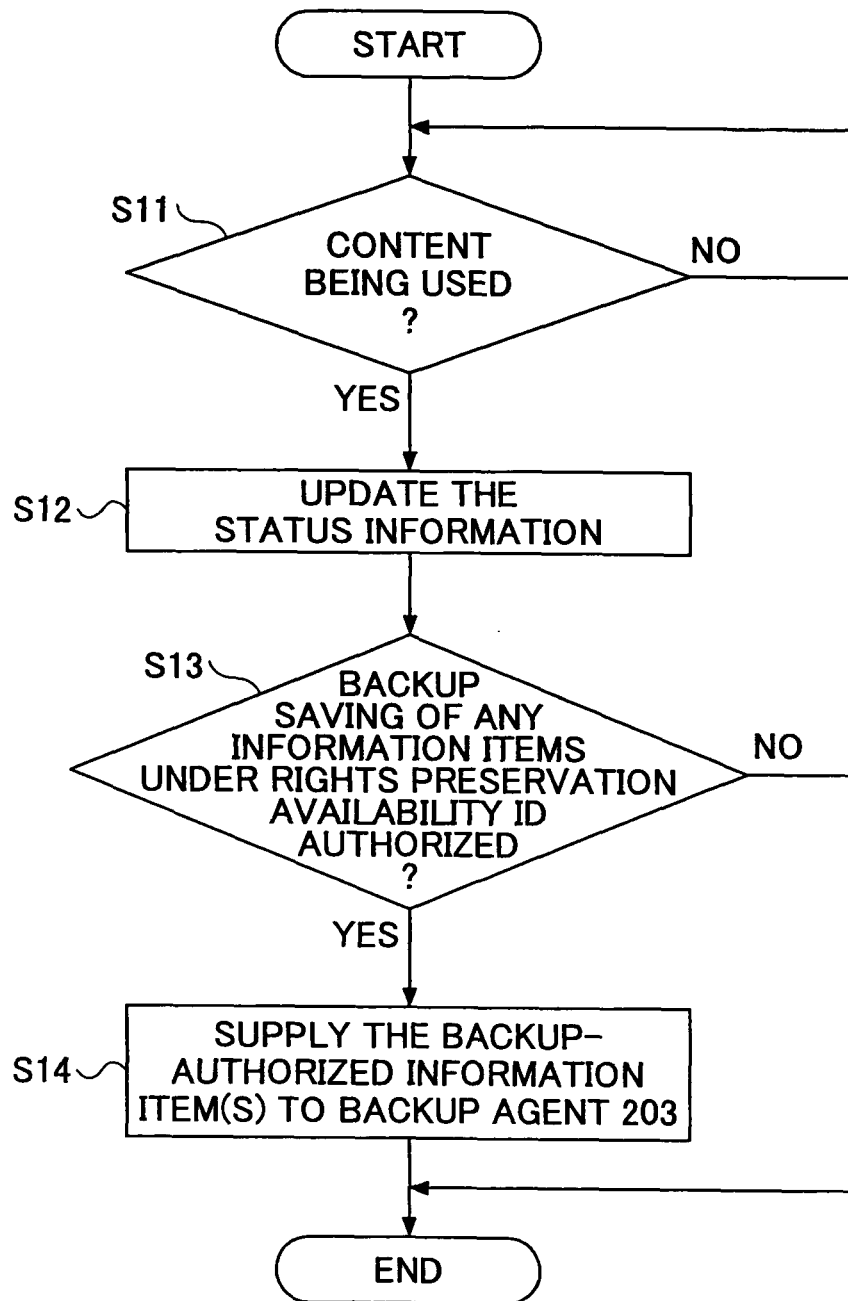 START
S11
CONTENT
BEING USED
?
NO
YES
S12
UPDATE THE
STATUS INFORMATION
S13
BACKUP
SAVING OF ANY
INFORMATION ITEMS
UNDER RIGHTS PRESERVATION
AVAILABILITY ID
AUTHORIZED
?
NO
YES
S14
SUPPLY THE BACKUP-
AUTHORIZED INFORMATION
ITEM(S) TO BACKUP AGENT 203
END